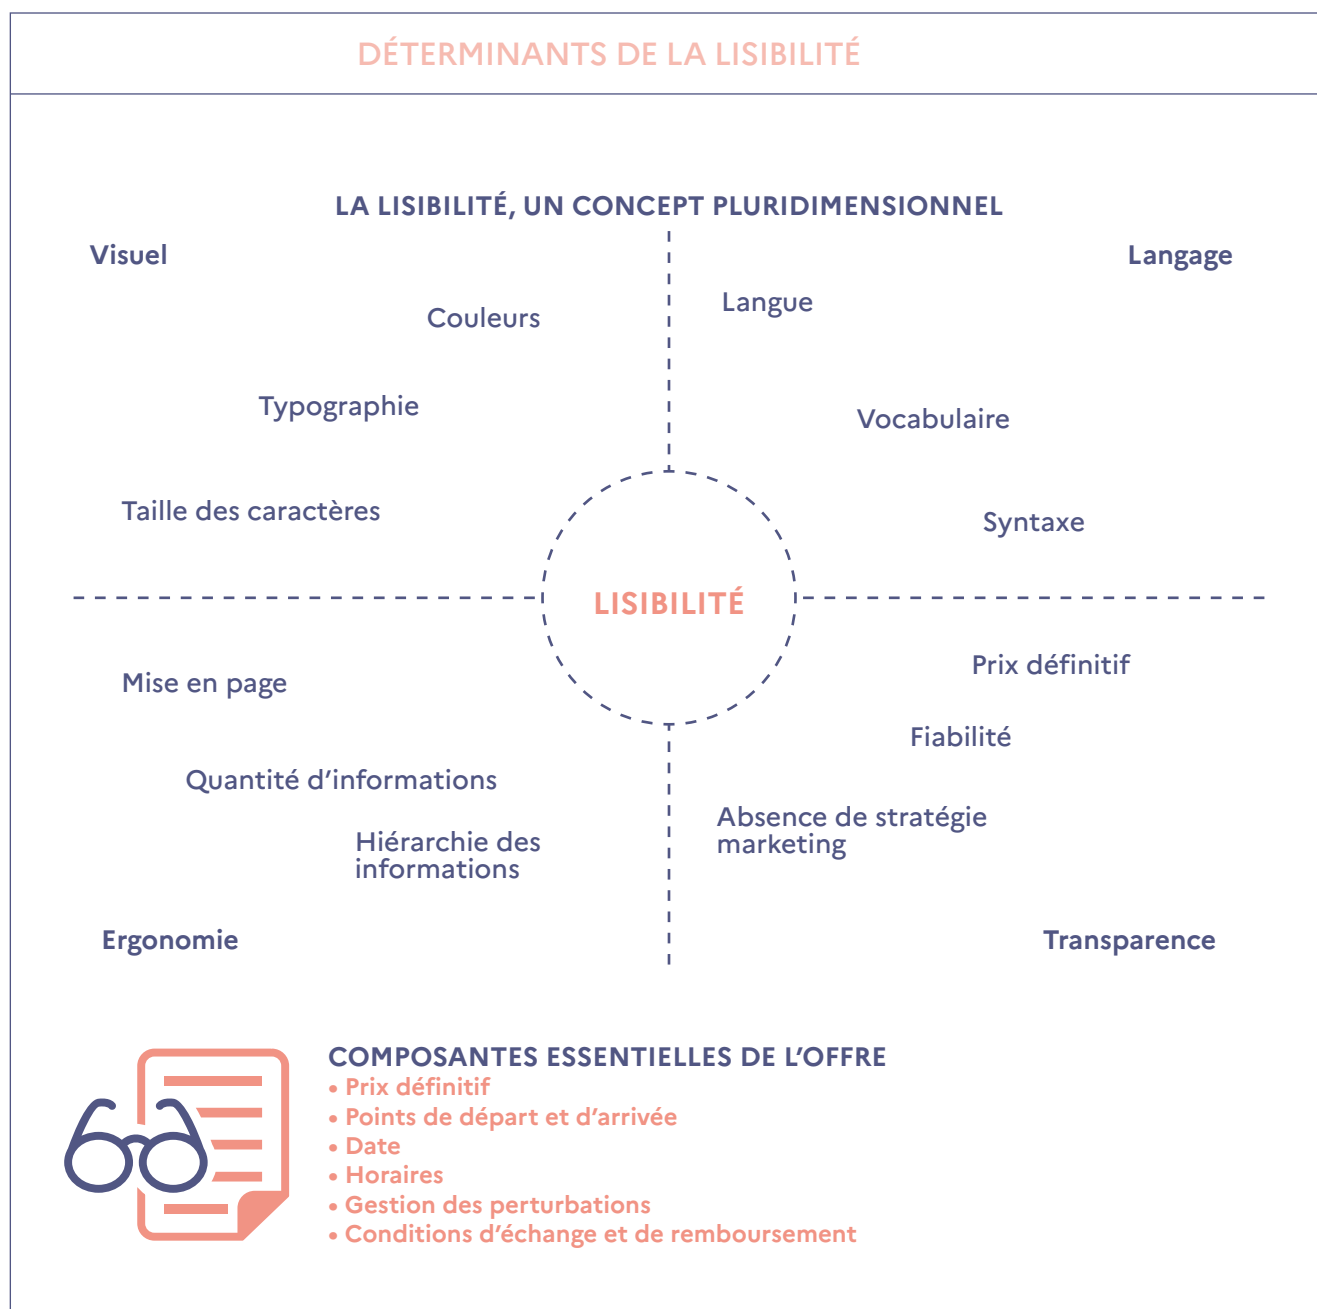 DÉTERMINANTS DE LA LISIBILITÉ
LA LISIBILITÉ, UN CONCEPT PLURIDIMENSIONNEL
Visuel
Couleurs
Typographie
Taille des caractères
Langage
Langue
Vocabulaire
Syntaxe
LISIBILITÉ
Mise en page
Quantité d’informations
Hiérarchie des
informations
Ergonomie
Prix définitif
Fiabilité
Absence de stratégie
marketing
Transparence
COMPOSANTES ESSENTIELLES DE L’OFFRE
• Prix définitif
• Points de départ et d’arrivée
• Date
• Horaires
• Gestion des perturbations
• Conditions d’échange et de remboursement